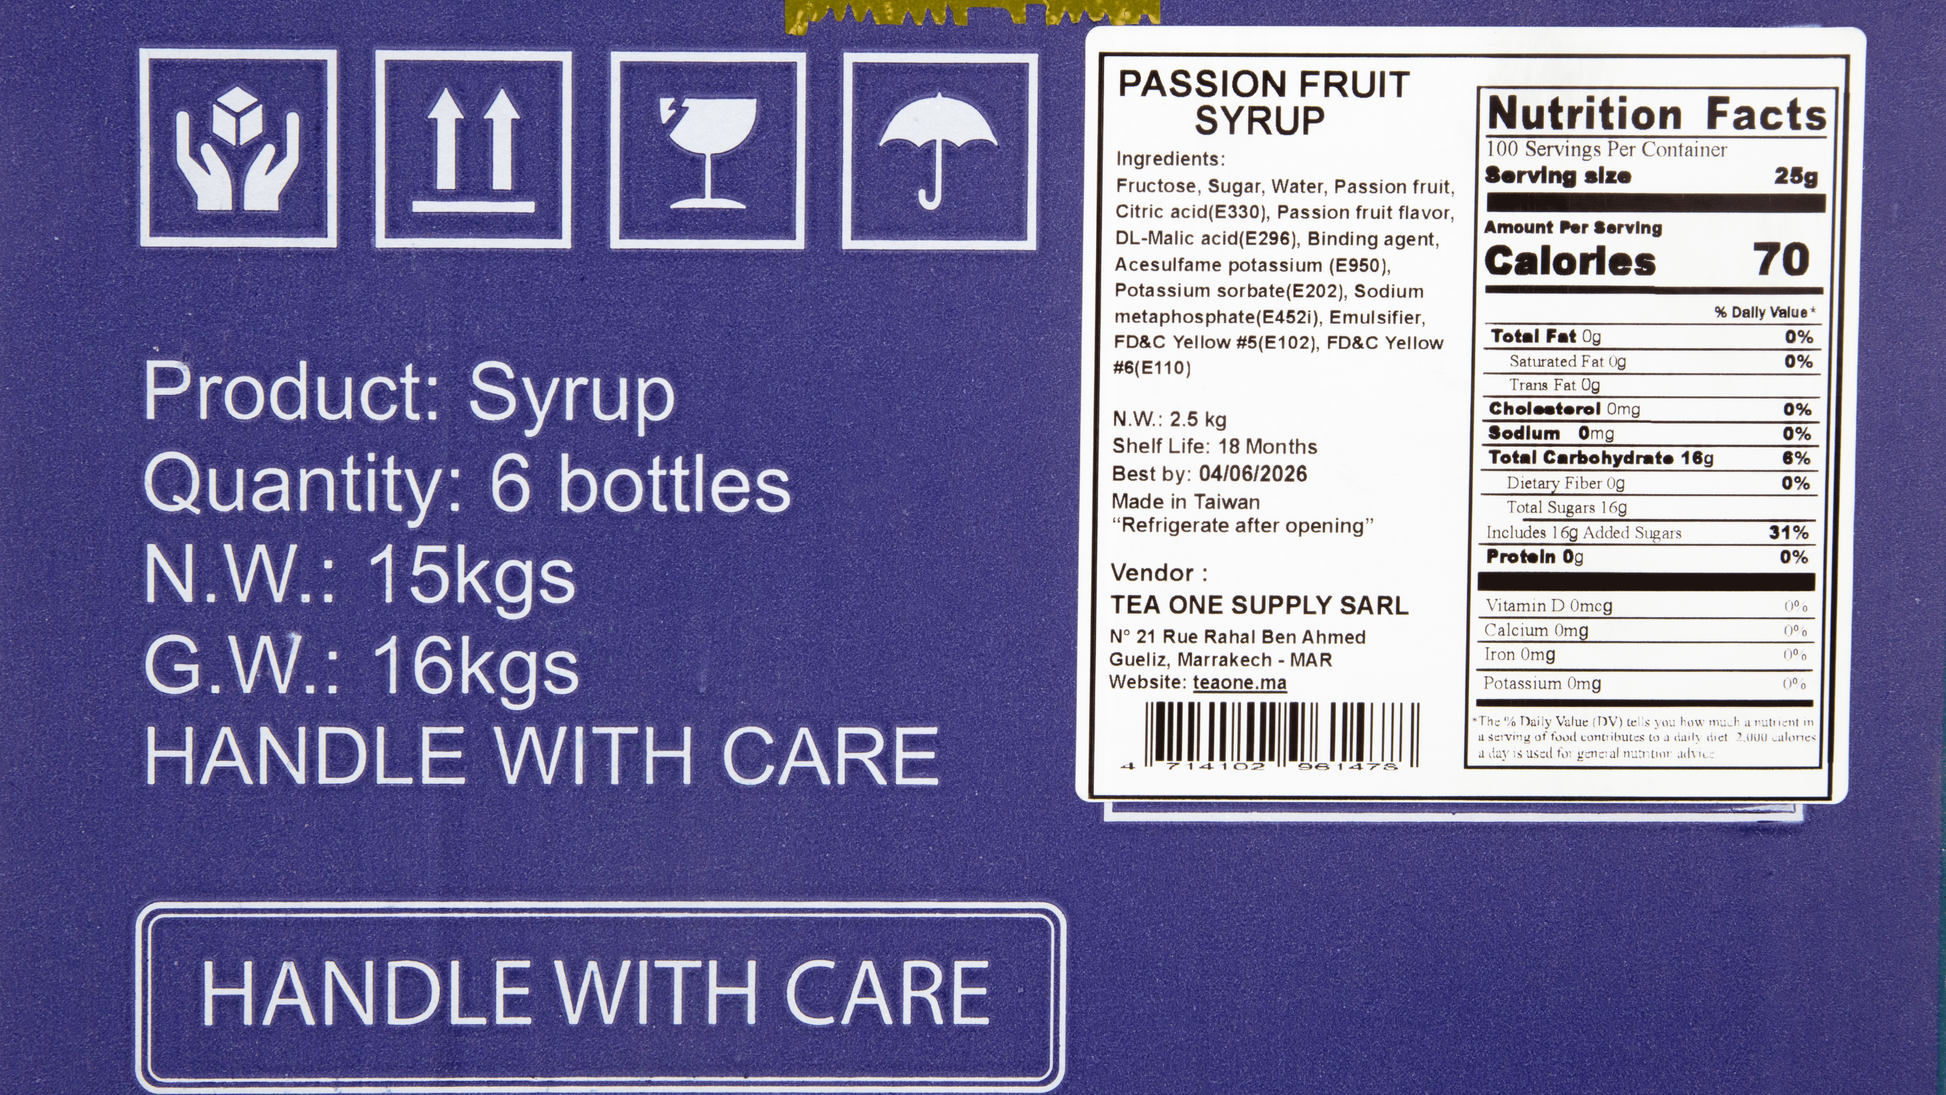 Product: Syrup
Quantity: 6 bottles
N.W.: 15kgs
G.W.: 16kgs
HANDLE WITH CARE
HANDLE WITH CARE
PASSION FRUIT
SYRUP
Ingredients:
Fructose, Sugar, Water, Passion fruit,
Citric acid(E330), Passion fruit flavor,
DL-Malic acid(E296), Binding agent,
Acesulfame potassium (E950),
Potassium sorbate(E202), Sodium
metaphosphate(E452i), Emulsifier,
FD&C Yellow #5(E102), FD&C Yellow
#6(E110)
N.W.: 2.5 kg
Shelf Life: 18 Months
Best by: 04/06/2026
Made in Taiwan
“Refrigerate after opening”
Vendor :
TEA ONE SUPPLY SARL
N° 21 Rue Rahal Ben Ahmed
Gueliz, Marrakech - MAR
Website: teaone.ma
4 714102 961478
Nutrition Facts
100 Servings Per Container
Serving size 25g
Amount Per Serving
Calories 70
% Daily Value*
Total Fat 0g 0%
Saturated Fat 0g 0%
Trans Fat 0g
Cholesterol 0mg 0%
Sodium 0mg 0%
Total Carbohydrate 16g 6%
Dietary Fiber 0g 0%
Total Sugars 16g
Includes 16g Added Sugars 31%
Protein 0g 0%
Vitamin D 0mcg 0%
Calcium 0mg 0%
Iron 0mg 0%
Potassium 0mg 0%
*The % Daily Value (DV) tells you how much a nutrient in
a serving of food contributes to a daily diet. 2,000 calories
a day is used for general nutrition advice.